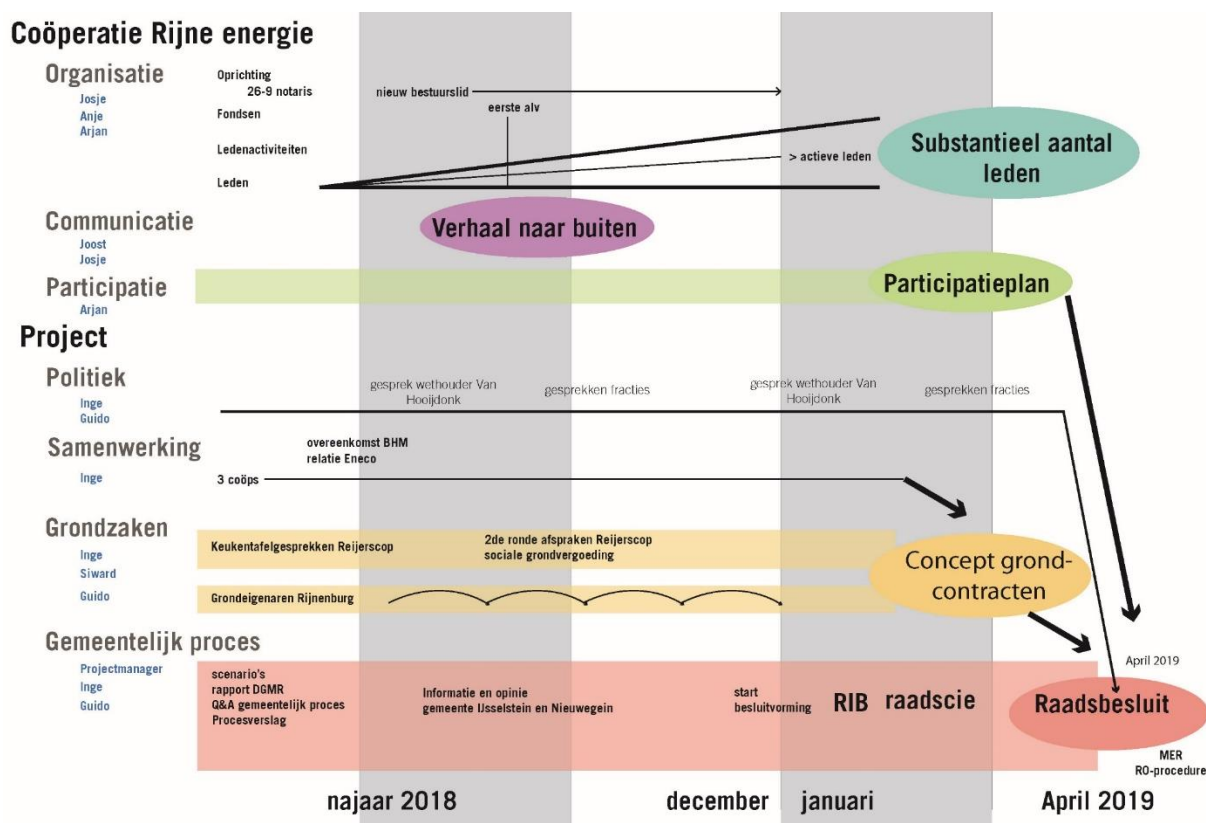 Coöperatie Rijne energie
Organisatie
Josje
Anje
Arjan
Oprichting
26-9 notaris
Fondsen
Ledenactiviteiten
Leden
nieuw bestuurslid
eerste alv
> actieve leden
Substantieel aantal
leden
Communicatie
Joost
Josje
Verhaal naar buiten
Participatie
Arjan
Participatieplan
Project
Politiek
Inge
Guido
gesprek wethouder Van
Hooijdonk
gesprekken fracties
gesprek wethouder Van
Hooijdonk
gesprekken fracties
Samenwerking
Inge
overeenkomst BHM
relatie Eneco
3 coöps
Grondzaken
Inge
Siward
Guido
Keukentafelgesprekken Reijerscop
2de ronde afspraken Reijerscop
sociale grondvergoeding
Grondeigenaren Rijnenburg
Concept grond-
contracten
Gemeentelijk proces
Projectmanager
Inge
Guido
scenario's
rapport DGMR
Q&A gemeentelijk proces
Procesverslag
Informatie en opinie
gemeente IJsselstein en Nieuwegein
start
besluitvorming
RIB
raadscie
April 2019
Raadsbesluit
MER
RO-procedure
najaar 2018
december
januari
April 2019